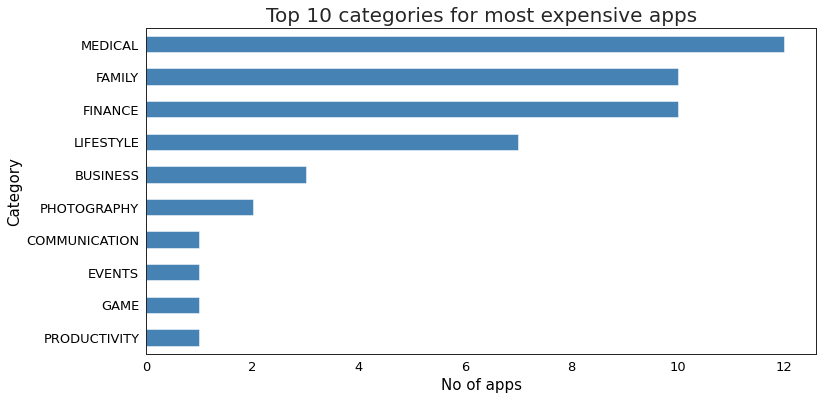 Top 10 categories for most expensive apps
Category
MEDICAL
FAMILY
FINANCE
LIFESTYLE
BUSINESS
PHOTOGRAPHY
COMMUNICATION
EVENTS
GAME
PRODUCTIVITY
0 2 4 6 8 10 12
No of apps